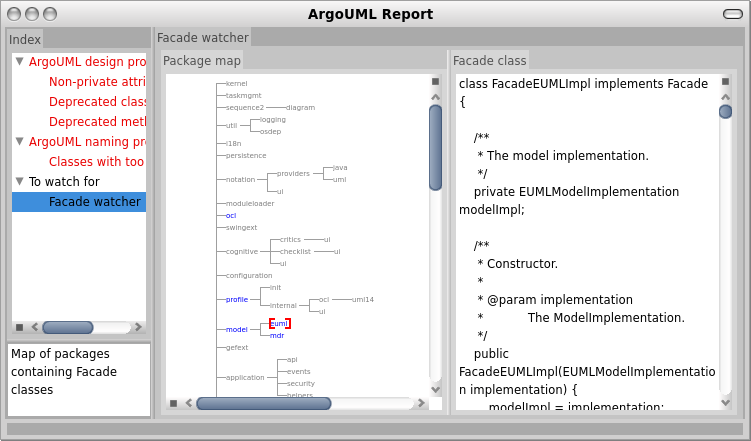 ArgoUML Report
Index
ArgoUML design pro
Non-private attri
Deprecated class
Deprecated meth
ArgoUML naming pr
Classes with too
To watch for
Facade watcher
Map of packages
containing Facade
classes
Facade watcher
Package map
kernel
taskmgmt
sequence2 diagram
logging
util
osdep
i18n
persistence
java
providers
notation umi
ui
moduleloader
ocl
swingext
critics ui
cognitive checklist ui
ui
configuration
init
profile ocl uml14
internal
ui
euml
model
mdr
gefext
api
events
application
security
helpers
Facade class
class FacadeEUMLImpl implements Facade
{
/**
* The model implementation.
*/
private EUMLModelImplementation
modelImpl;
/**
* Constructor.
*
* @param implementation
* The ModelImplementation.
*/
public
FacadeEUMLImpl(EUMLModelImplementatio
n implementation) {
modelImpl = implementation;